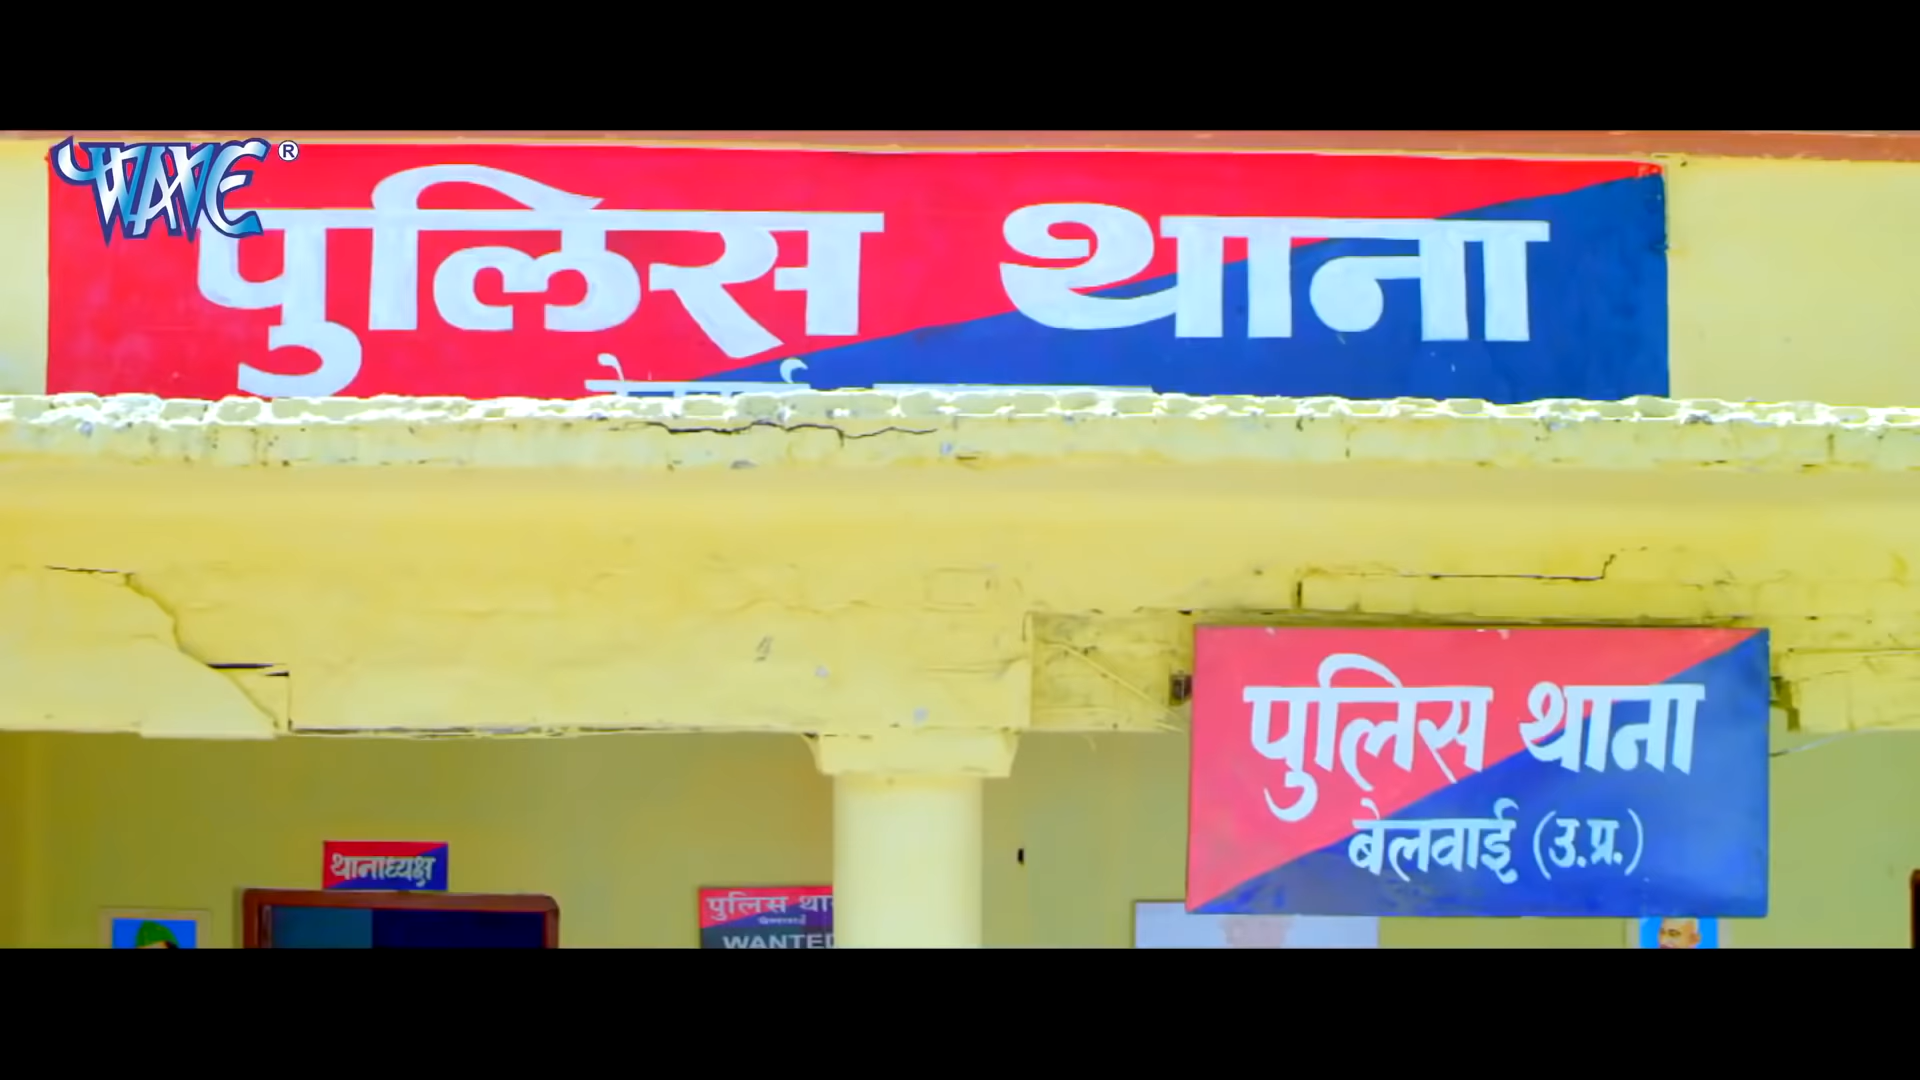 WAVE ®
पुलिस थाना
पुलिस थाना
बेलवाई (उ.प्र.)
थानाध्यक्ष
पुलिस
WANTED